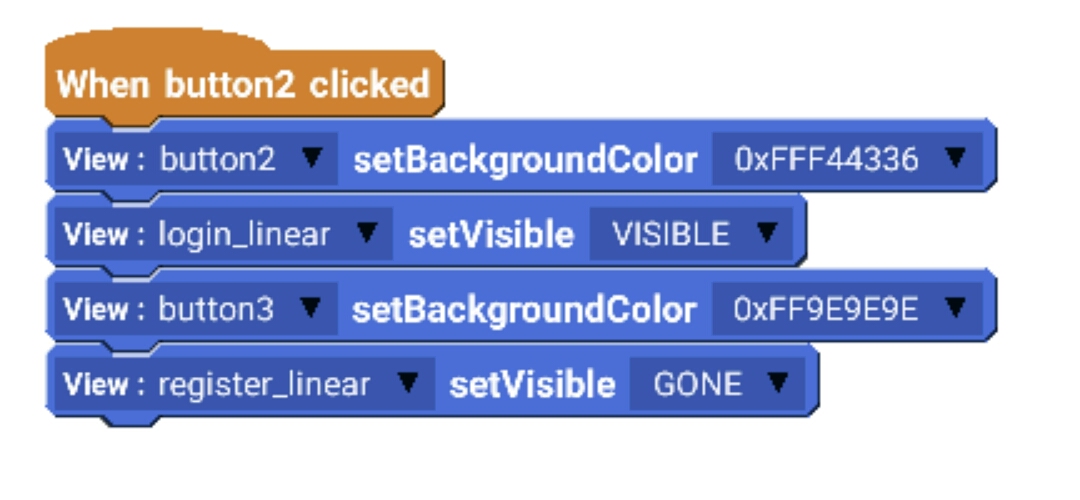 When button2 clicked
View : button2 setBackgroundColor 0xFFF44336
View : login_linear setVisible VISIBLE
View : button3 setBackgroundColor 0xFF9E9E9E
View : register_linear setVisible GONE